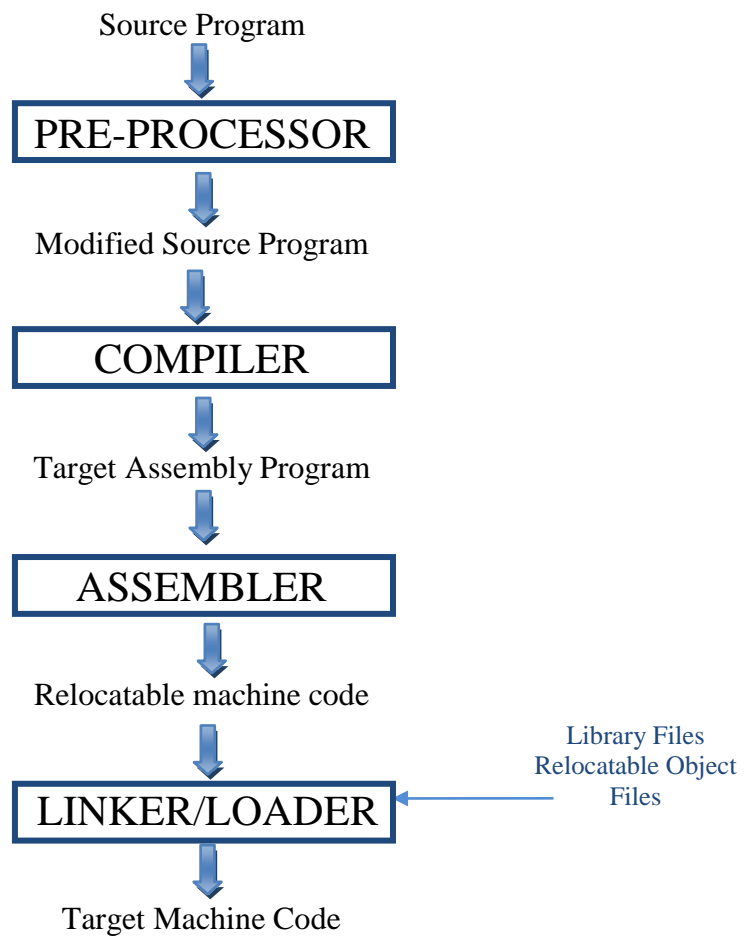 Source Program
PRE-PROCESSOR
Modified Source Program
COMPILER
Target Assembly Program
ASSEMBLER
Relocatable machine code
Library Files
Relocatable Object
Files
LINKER/LOADER
Target Machine Code